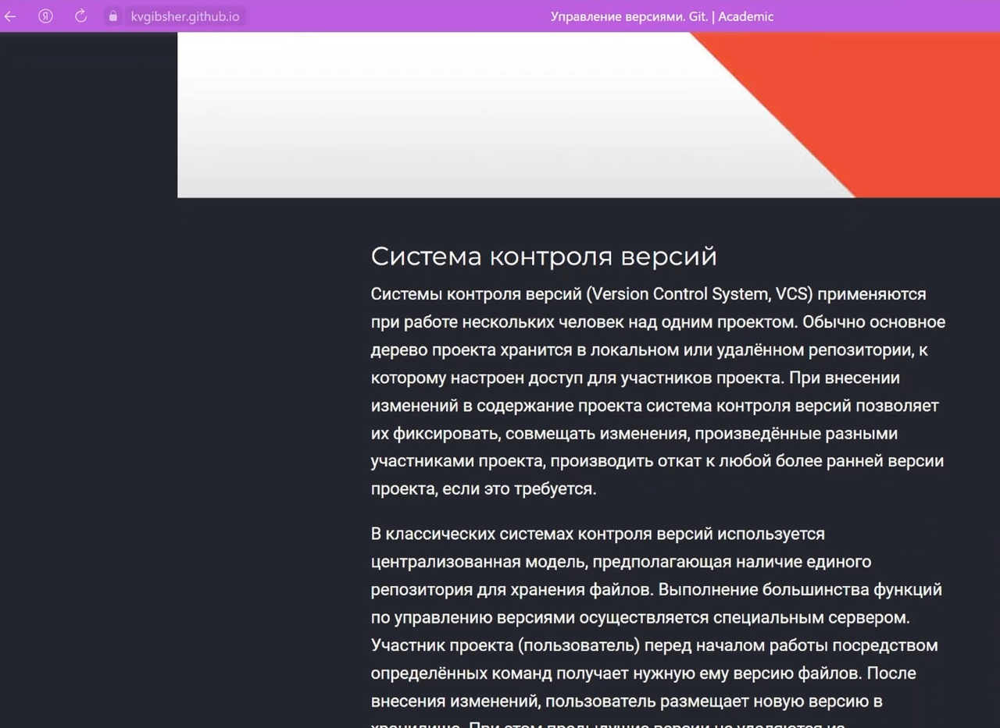 kvgibsher.github.io
Управление версиями. Git. | Academic
Система контроля версий
Системы контроля версий (Version Control System, VCS) применяются
при работе нескольких человек над одним проектом. Обычно основное
дерево проекта хранится в локальном или удалённом репозитории, к
которому настроен доступ для участников проекта. При внесении
изменений в содержание проекта система контроля версий позволяет
их фиксировать, совмещать изменения, произведённые разными
участниками проекта, производить откат к любой более ранней версии
проекта, если это требуется.
В классических системах контроля версий используется
централизованная модель, предполагающая наличие единого
репозитория для хранения файлов. Выполнение большинства функций
по управлению версиями осуществляется специальным сервером.
Участник проекта (пользователь) перед началом работы посредством
определённых команд получает нужную ему версию файлов. После
внесения изменений, пользователь размещает новую версию в